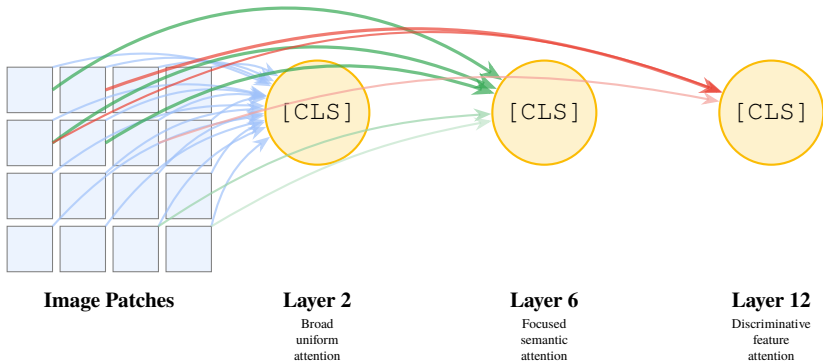 [CLS]
[CLS]
[CLS]
Image Patches
Layer 2
Broad
uniform
attention
Layer 6
Focused
semantic
attention
Layer 12
Discriminative
feature
attention